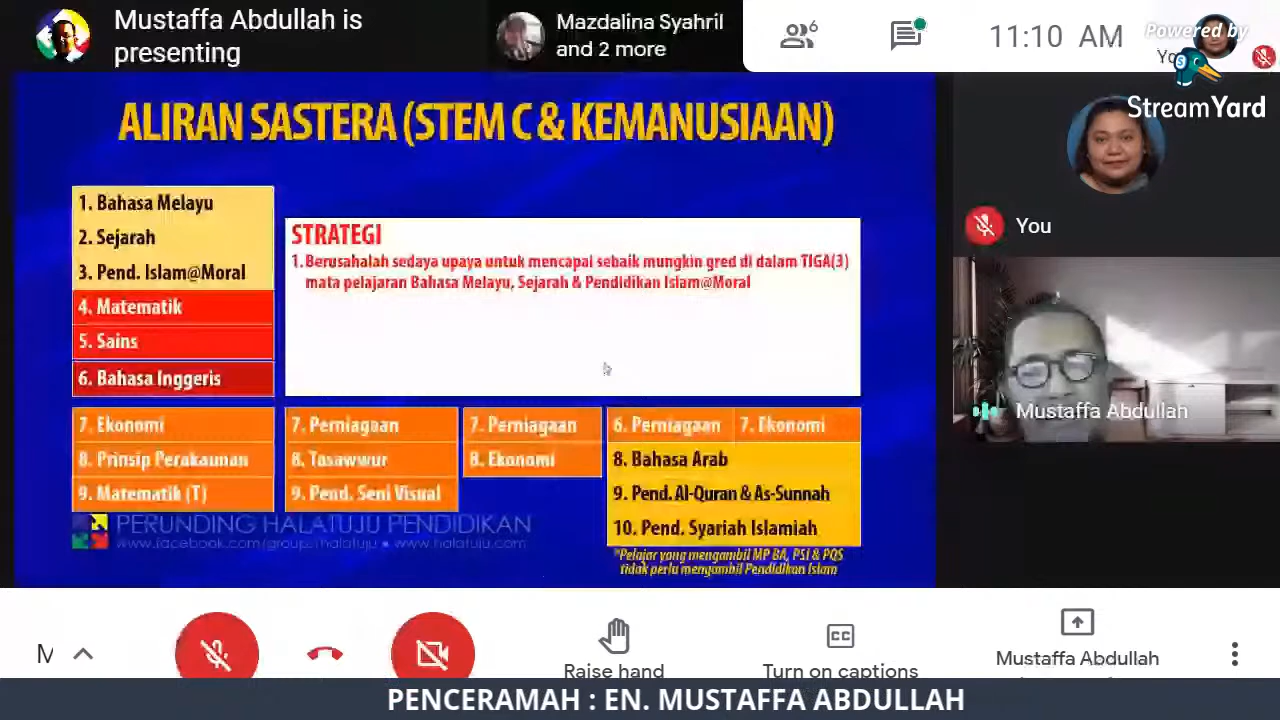 Mustaffa Abdullah is
presenting
Mazdalina Syahril
and 2 more
6
11:10 AM
Powered by
StreamYard
ALIRAN SASTERA (STEM C & KEMANUSIAAN)
1. Bahasa Melayu
2. Sejarah
3. Pend. Islam@Moral
4. Matematik
5. Sains
6. Bahasa Inggeris
STRATEGI
1. Berusahalah sedaya upaya untuk mencapai sebaik mungkin gred di dalam TIGA(3)
mata pelajaran Bahasa Melayu, Sejarah & Pendidikan Islam@Moral
7. Ekonomi
8. Prinsip Perakaunan
9. Matematik (T)
7. Perniagaan
8. Tasawwur
9. Pend. Seni Visual
7. Perniagaan
8. Ekonomi
6. Perniagaan
7. Ekonomi
8. Bahasa Arab
9. Pend. Al-Quran & As-Sunnah
10. Pend. Syariah Islamiah
*Pelajar yang mengambil MP BA, PSI & PQS
tidak perlu mengambil Pendidikan Islam
PERUNDING HALATUJU PENDIDIKAN
www.facebook.com/groups/halatuju • www.halatuju.com
You
Mustaffa Abdullah
Raise hand
Turn on captions
Mustaffa Abdullah
PENCERAMAH : EN. MUSTAFFA ABDULLAH